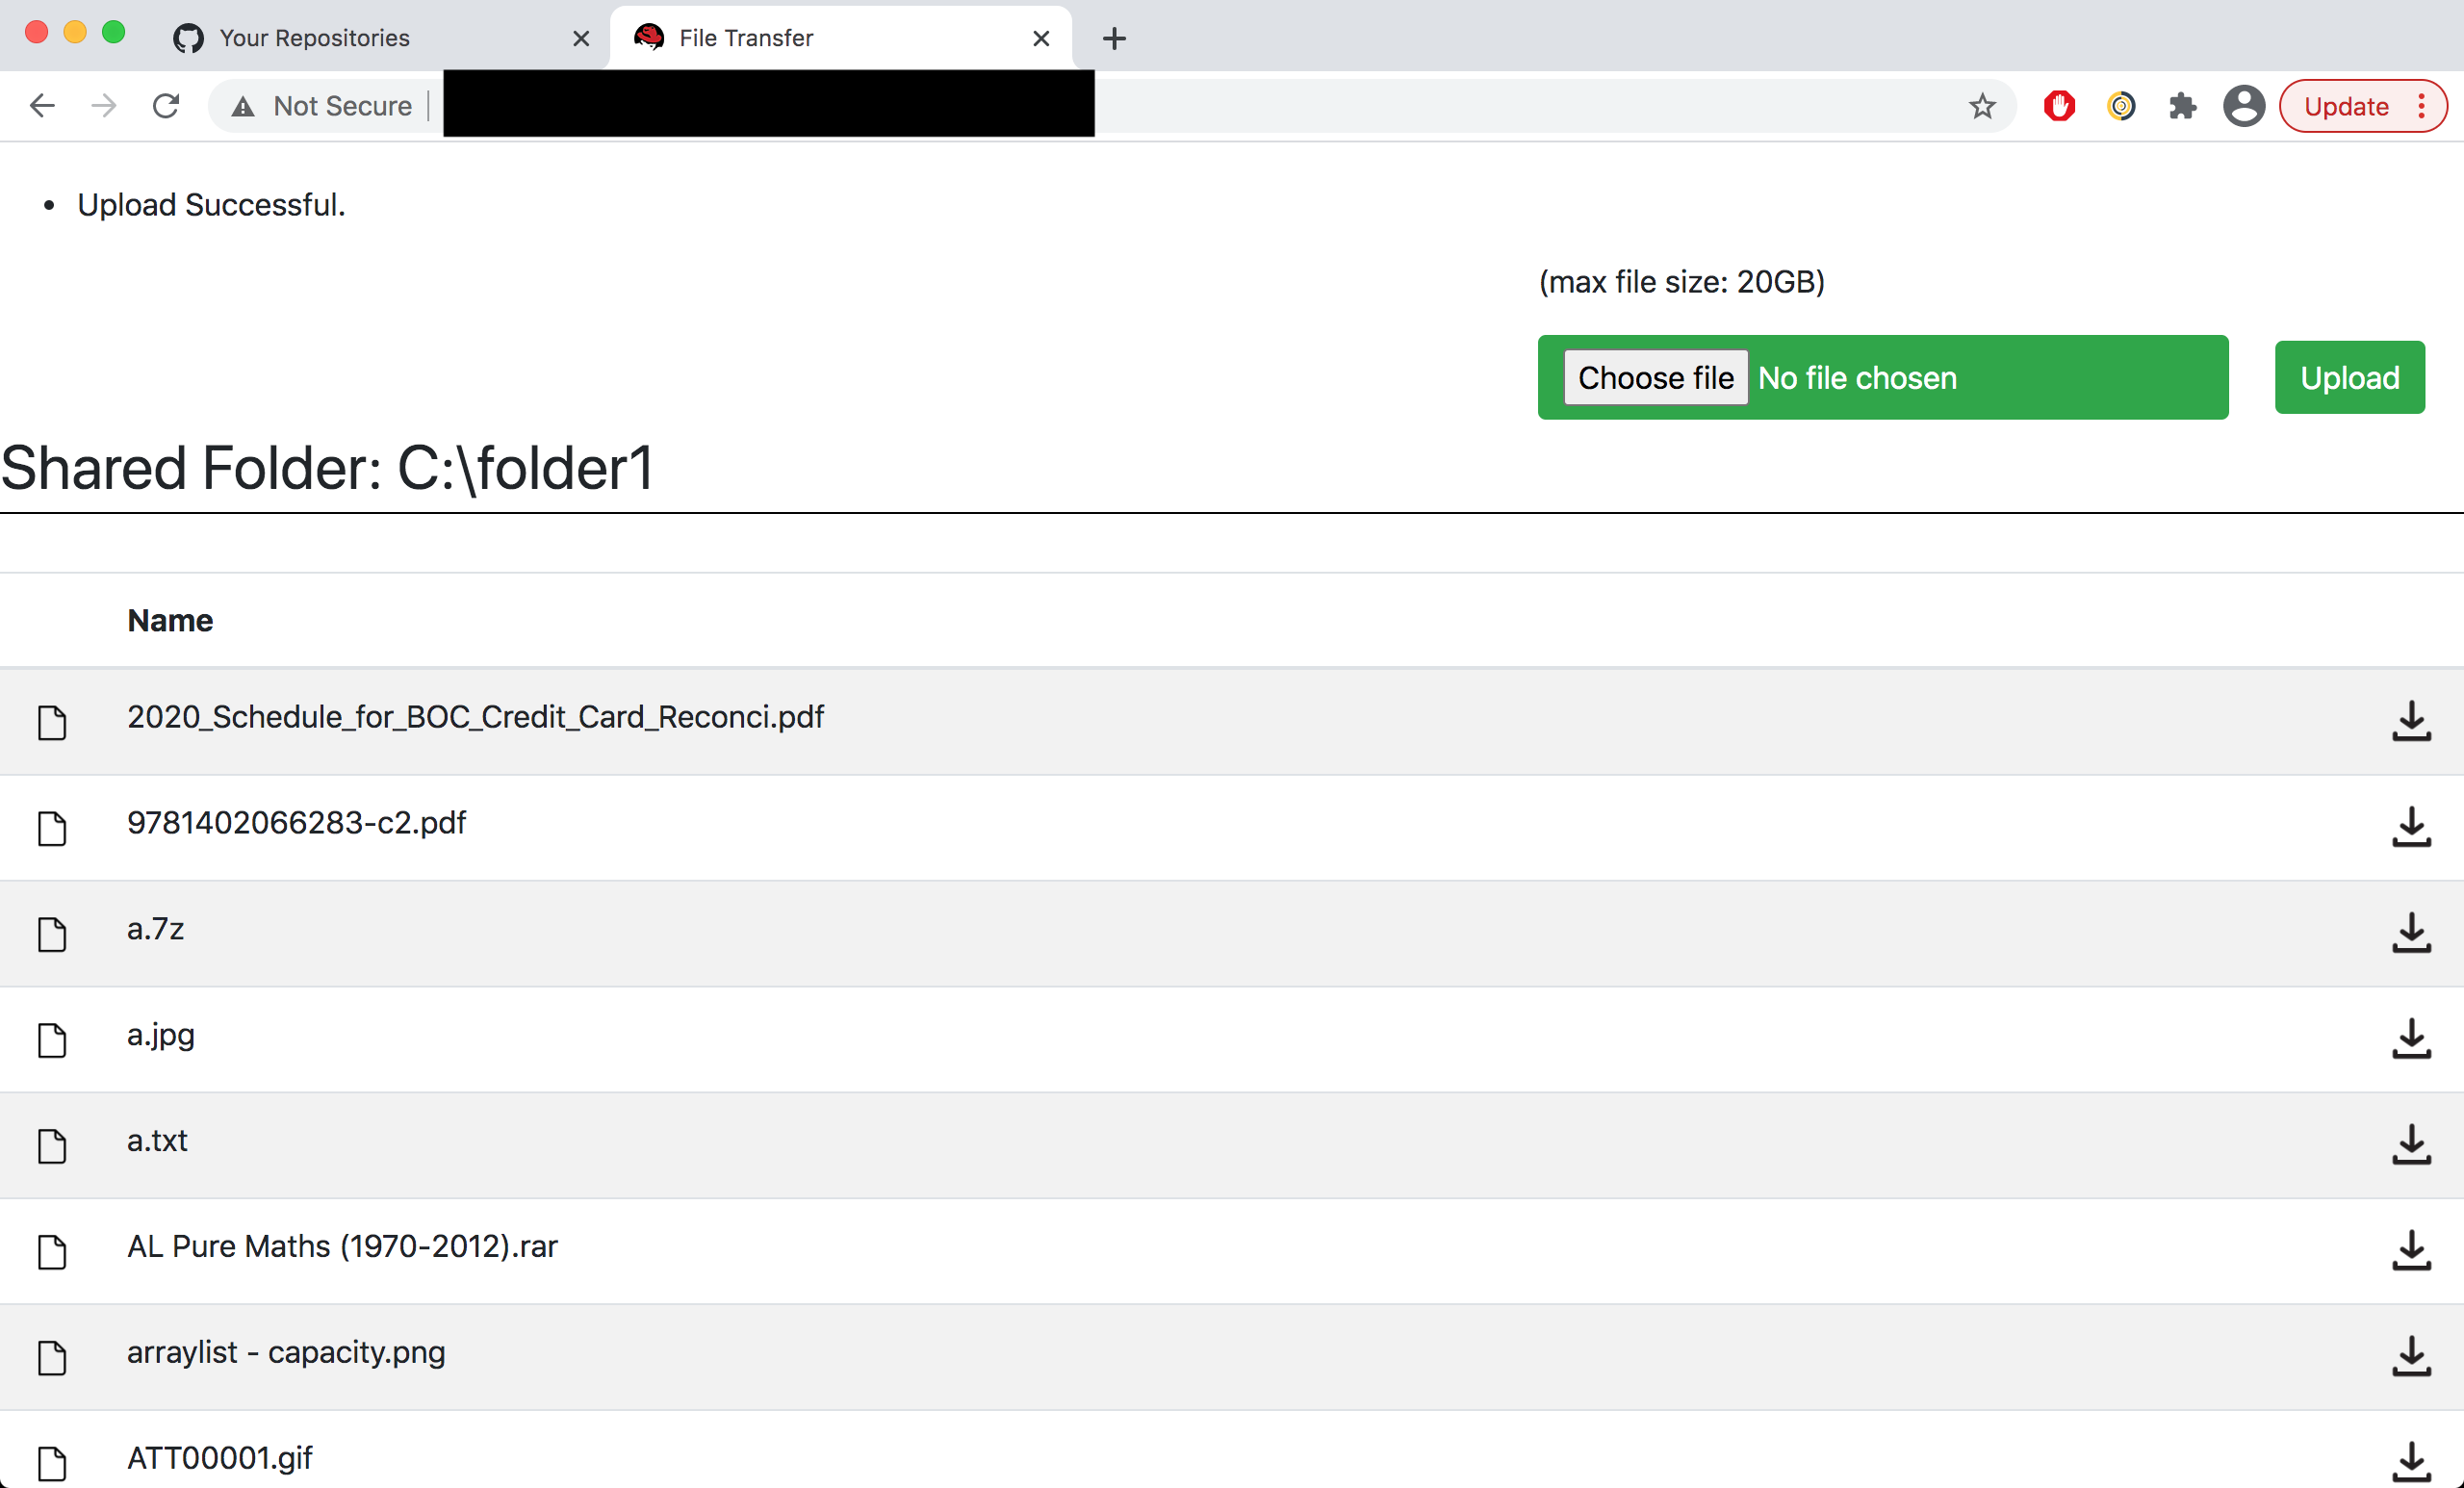 Your Repositories
File Transfer
Not Secure
Update
Upload Successful.
(max file size: 20GB)
Choose file No file chosen
Upload
Shared Folder: C:\folder1
Name
2020_Schedule_for_BOC_Credit_Card_Reconci.pdf
9781402066283-c2.pdf
a.7z
a.jpg
a.txt
AL Pure Maths (1970-2012).rar
arraylist - capacity.png
ATT00001.gif